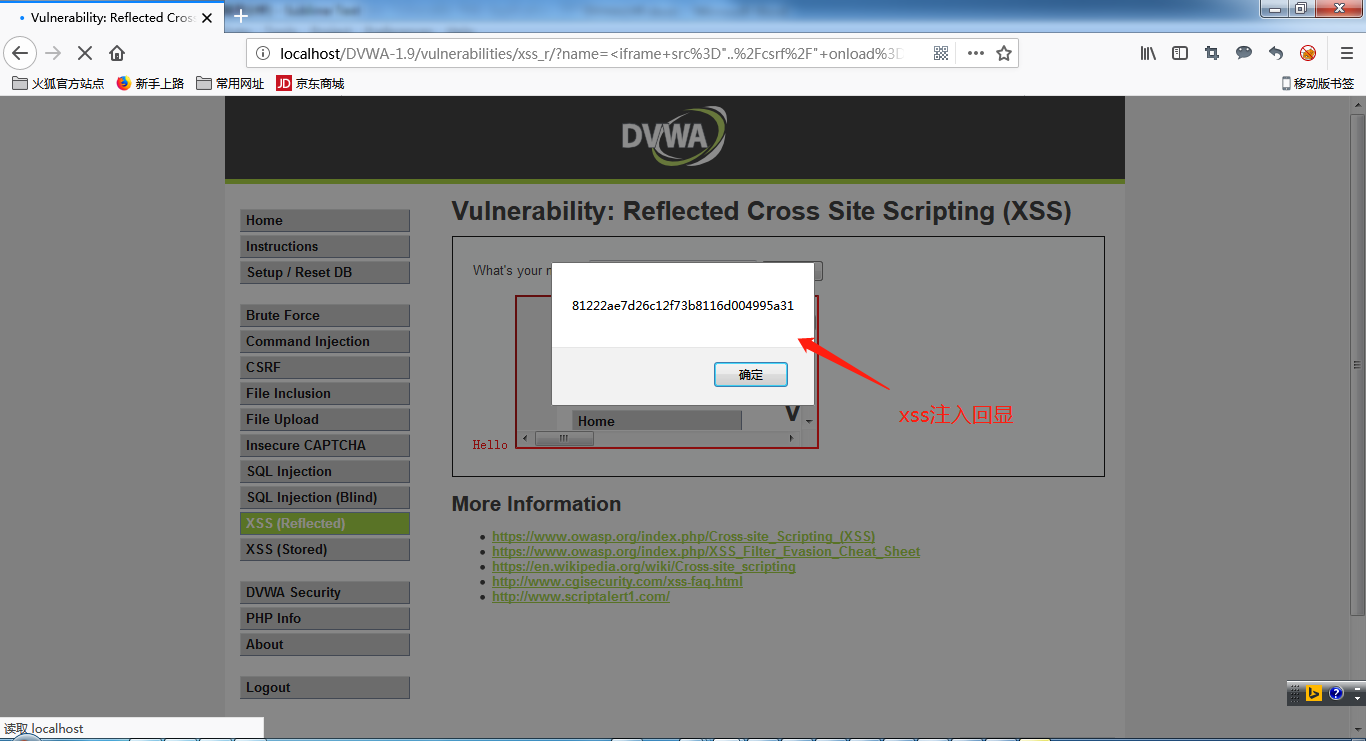 Vulnerability: Reflected Cros
localhost/DVWA-1.9/vulnerabilities/xss_r/?name=<iframe+src%3D"..%2Fcsrf%2F"+onload%3D
火狐官方站点 新手上路 常用网址 JD 京东商城 移动版书签
DVWA
Vulnerability: Reflected Cross Site Scripting (XSS)
Home
Instructions
Setup / Reset DB
Brute Force
Command Injection
CSRF
File Inclusion
File Upload
Insecure CAPTCHA
SQL Injection
SQL Injection (Blind)
XSS (Reflected)
XSS (Stored)
DVWA Security
PHP Info
About
Logout
What's your n
81222ae7d26c12f73b8116d004995a31
确定
xss注入回显
Home V
Hello
More Information
https://www.owasp.org/index.php/Cross-site_Scripting_(XSS)
https://www.owasp.org/index.php/XSS_Filter_Evasion_Cheat_Sheet
https://en.wikipedia.org/wiki/Cross-site_scripting
http://www.cgisecurity.com/xss-faq.html
http://www.scriptalert1.com/
读取 localhost